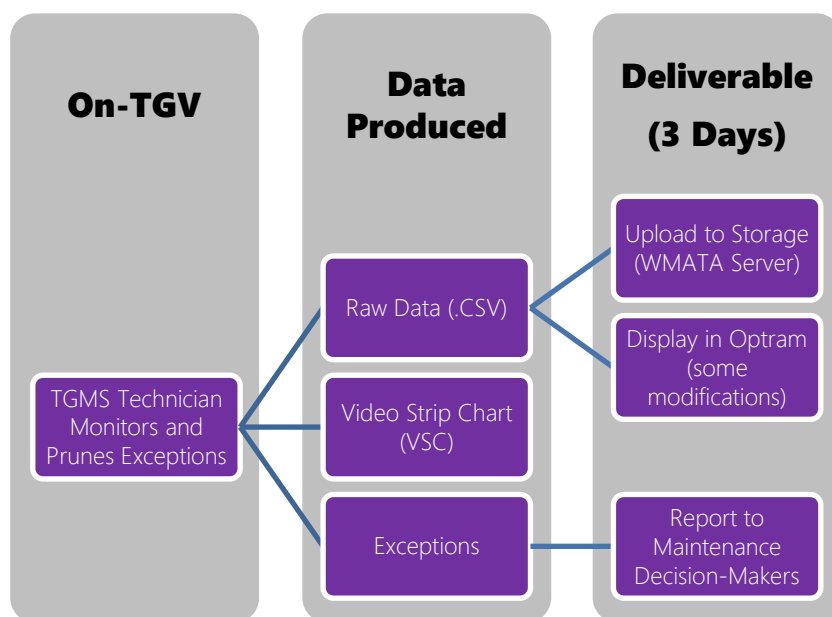 On-TGV
Data
Produced
Deliverable
(3 Days)
TGMS Technician
Monitors and
Prunes Exceptions
Raw Data (.CSV)
Video Strip Chart
(VSC)
Exceptions
Upload to Storage
(WMATA Server)
Display in Optram
(some
modifications)
Report to
Maintenance
Decision-Makers